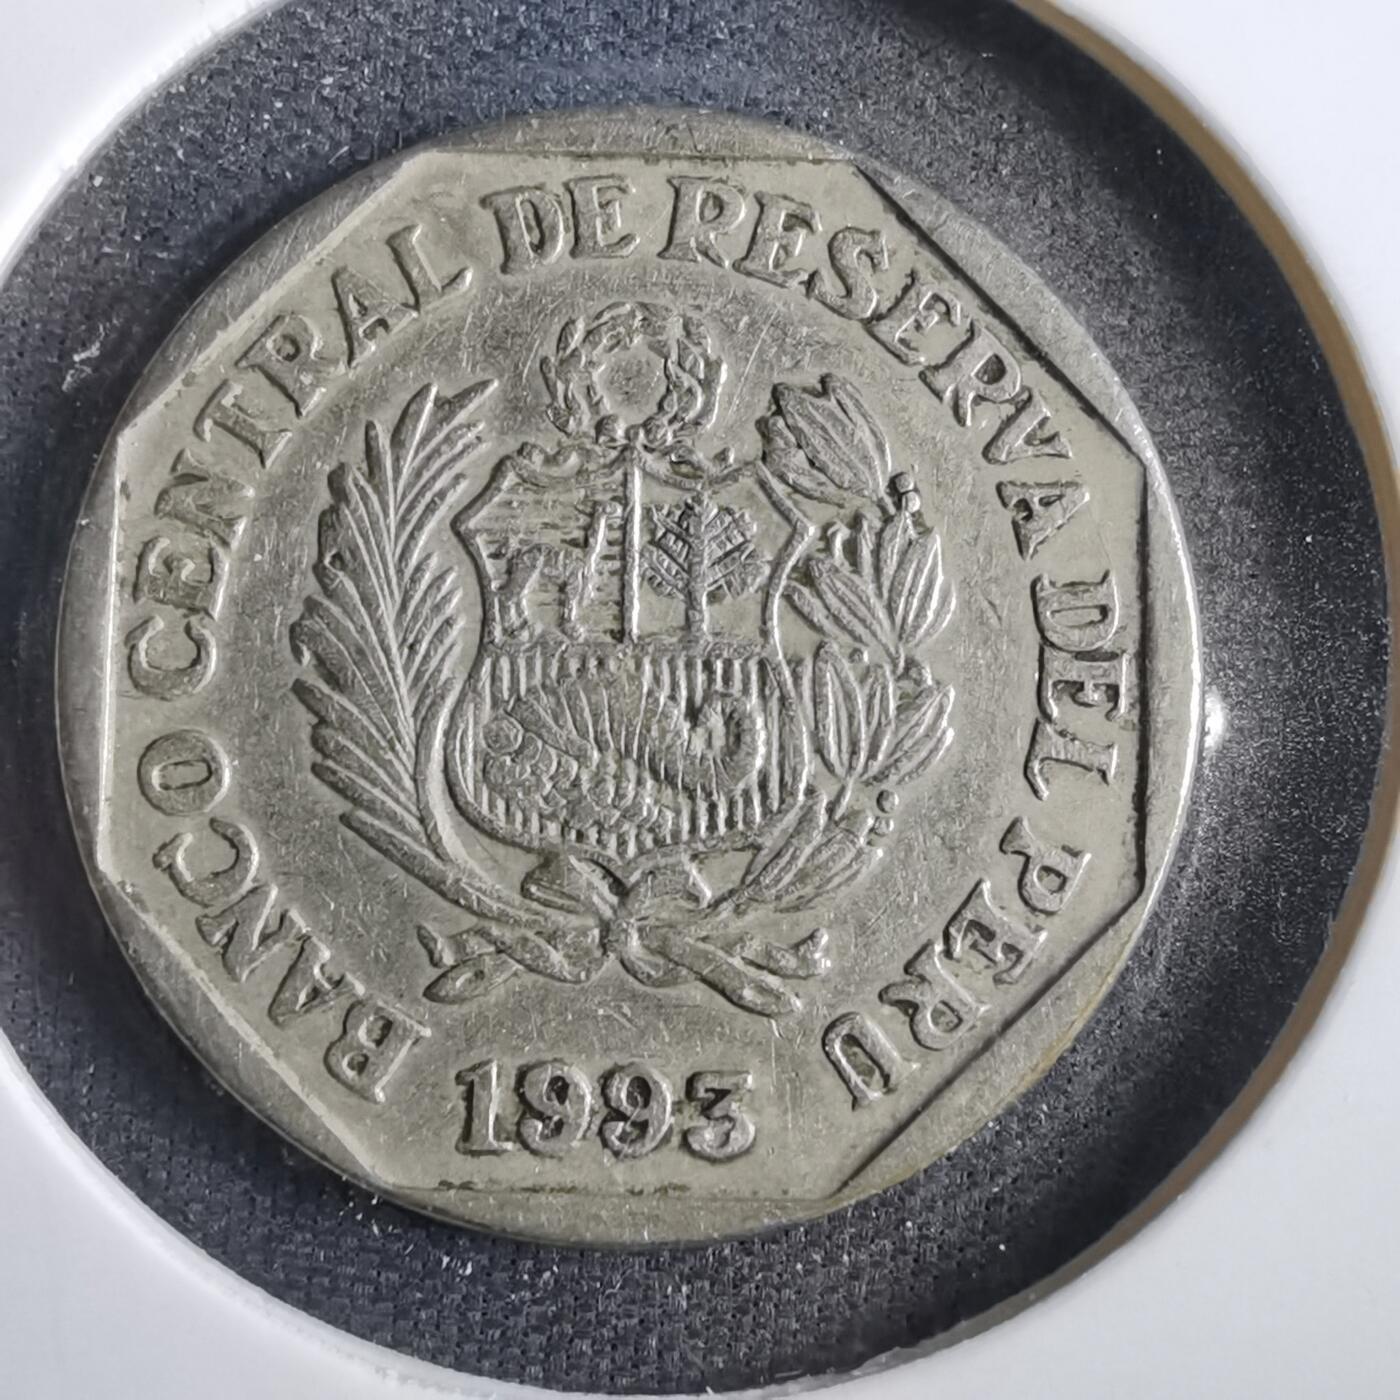 BANCO CENTRAL DE RESERVA DEL PERU
1993